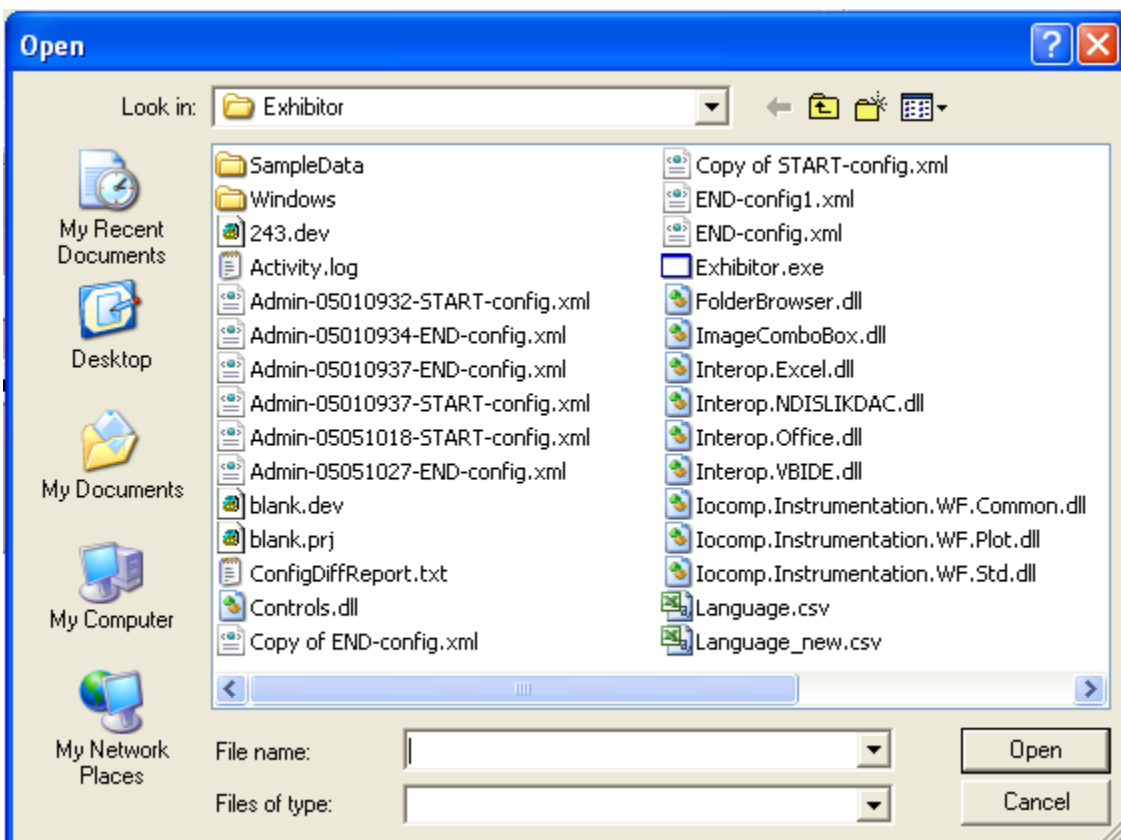 Open
Look in: Exhibitor
My Recent
Documents
Desktop
My Documents
My Computer
My Network
Places
SampleData
Windows
243.dev
Activity.log
Admin-05010932-START-config.xml
Admin-05010934-END-config.xml
Admin-05010937-END-config.xml
Admin-05010937-START-config.xml
Admin-05051018-START-config.xml
Admin-05051027-END-config.xml
blank.dev
blank.prj
ConfigDiffReport.txt
Controls.dll
Copy of END-config.xml
Copy of START-config.xml
END-config1.xml
END-config.xml
Exhibitor.exe
FolderBrowser.dll
ImageComboBox.dll
Interop.Excel.dll
Interop.NDISLIKDAC.dll
Interop.Office.dll
Interop.VBIDE.dll
Iocomp.Instrumentation.WF.Common.dll
Iocomp.Instrumentation.WF.Plot.dll
Iocomp.Instrumentation.WF.Std.dll
Language.csv
Language_new.csv
File name:
Open
Files of type:
Cancel